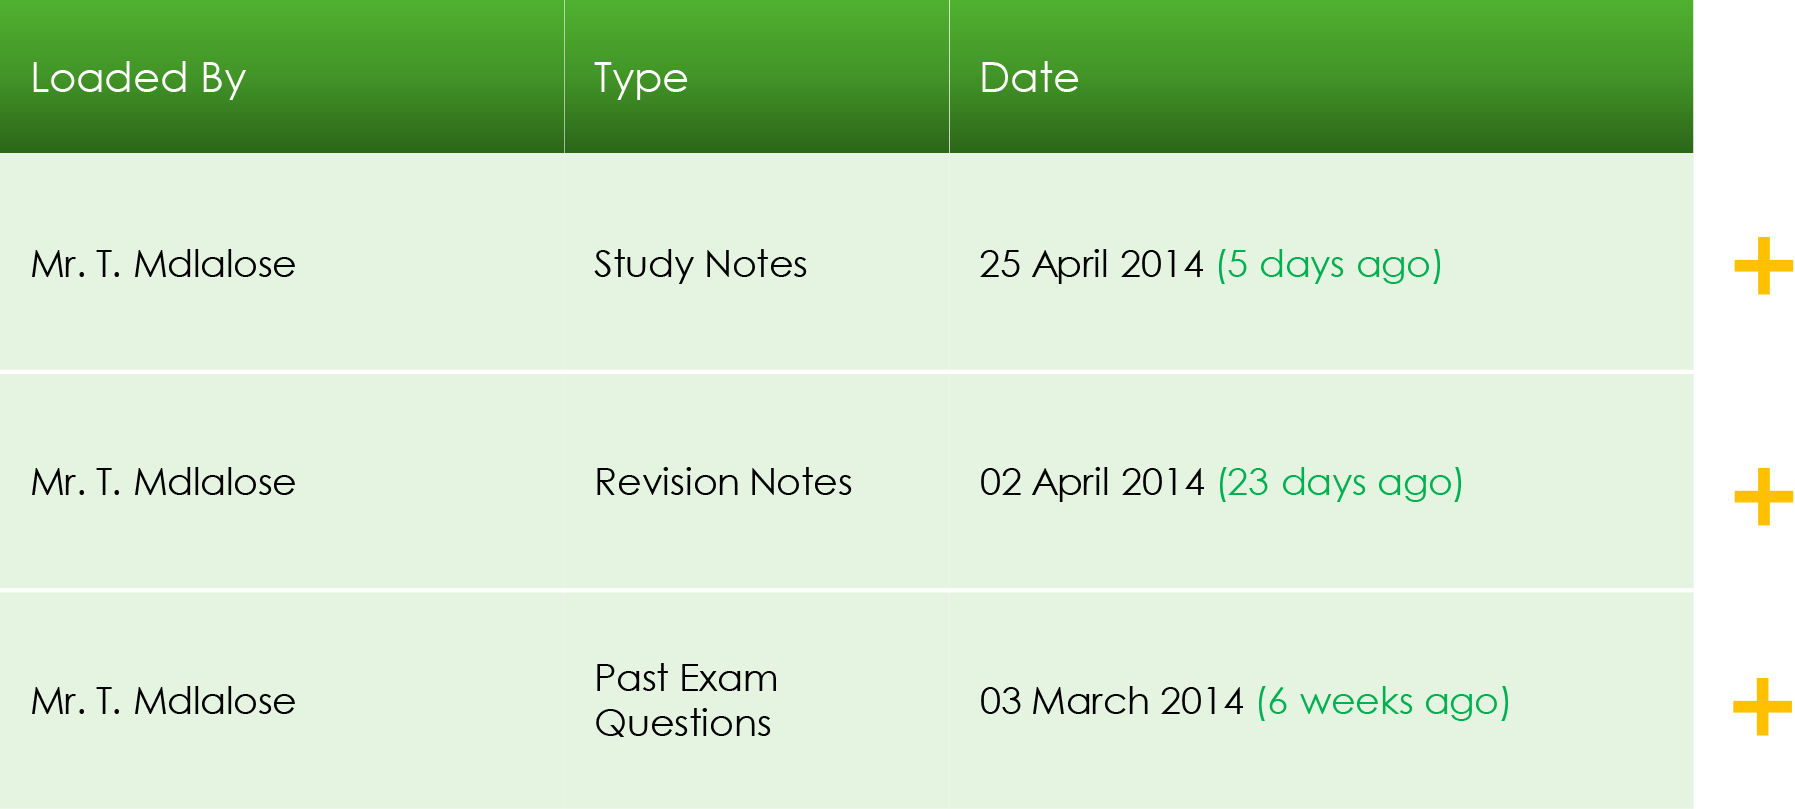 Loaded By Type Date
Mr. T. Mdlalose Study Notes 25 April 2014 (5 days ago)
Mr. T. Mdlalose Revision Notes 02 April 2014 (23 days ago)
Mr. T. Mdlalose Past Exam Questions 03 March 2014 (6 weeks ago)